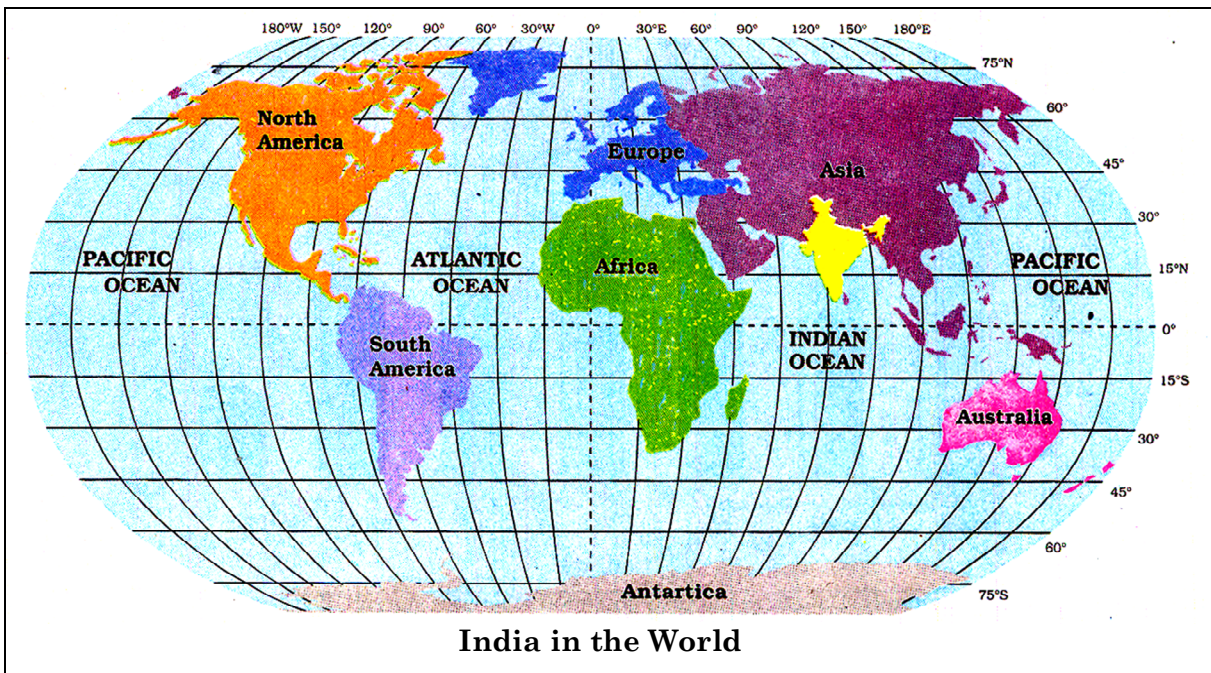 180°W 150° 120° 90° 60° 0° 30°E 60° 90° 120° 150° 180°E
75°N
60°
North
America
Europe
Asia
45°
30°
PACIFIC
OCEAN
ATLANTIC
OCEAN
Africa
PACIFIC
OCEAN
15°N
0°
South
America
INDIAN
OCEAN
15°S
Australia
30°
45°
60°
Antartica
75°S
India in the World